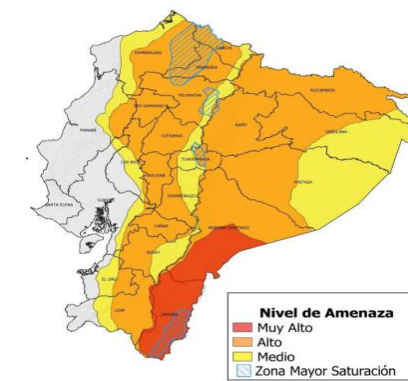 ESMERALDAS
CARCHI
IMBABURA
PICHINCHA
SUCUMBIOS
NAPO
ORELLANA
MANABI
COTOPAXI
TUNGURAHUA
LOS RIOS
BOLIVAR
PASTAZA
CHIMBORAZO
SANTA ELENA
GUAYAS
MORONA SANTIAGO
CAÑAR
AZUAY
EL ORO
LOJA
ZAMORA
Nivel de Amenaza
Muy Alto
Alto
Medio
Zona Mayor Saturación